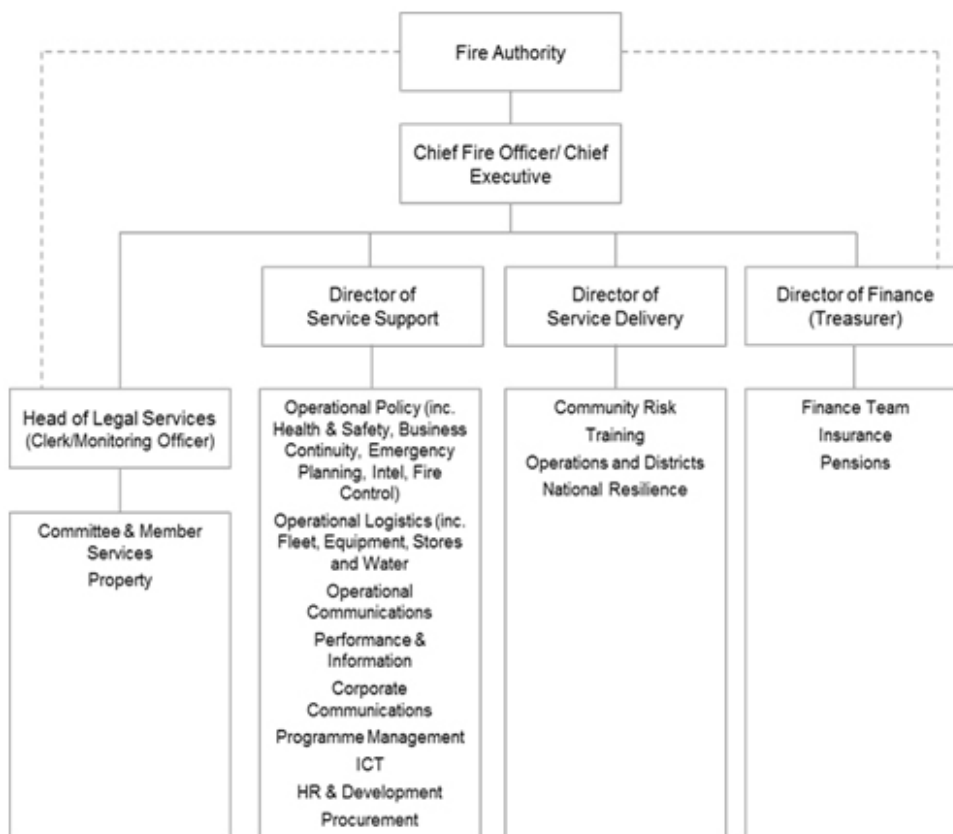 Fire Authority
Chief Fire Officer/ Chief
Executive
Director of
Service Support
Director of
Service Delivery
Director of Finance
(Treasurer)
Head of Legal Services
(Clerk/Monitoring Officer)
Committee & Member
Services
Property
Operational Policy (inc.
Health & Safety, Business
Continuity, Emergency
Planning, Intel, Fire
Control)
Operational Logistics (inc.
Fleet, Equipment, Stores
and Water
Operational
Communications
Performance &
Information
Corporate
Communications
Programme Management
ICT
HR & Development
Procurement
Community Risk
Training
Operations and Districts
National Resilience
Finance Team
Insurance
Pensions